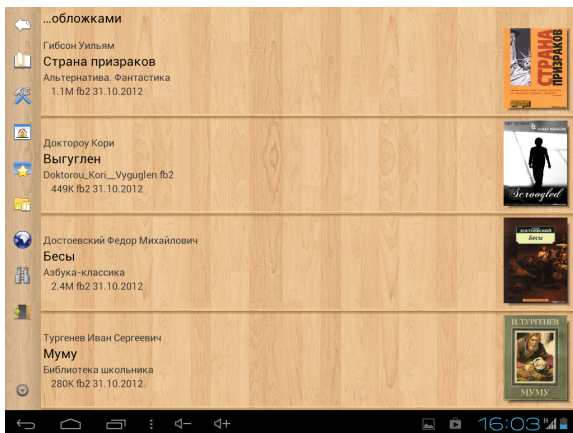 ...обложками
Гибсон Уильям
Страна призраков
Альтернатива. Фантастика
1.1M fb2 31.10.2012
СТРАНА
ПРИЗРАКОВ
Доктороу Кори
Выгуглен
Doktorou_Kori__Vyguglen.fb2
449K fb2 31.10.2012
Scroogled
Достоевский Федор Михайлович
Бесы
Азбука-классика
2.4M fb2 31.10.2012
ДОСТОЕВСКИЙ
Бесы
Тургенев Иван Сергеевич
Муму
Библиотека школьника
280K fb2 31.10.2012
И. ТУРГЕНЕВ
МУМУ
16:03